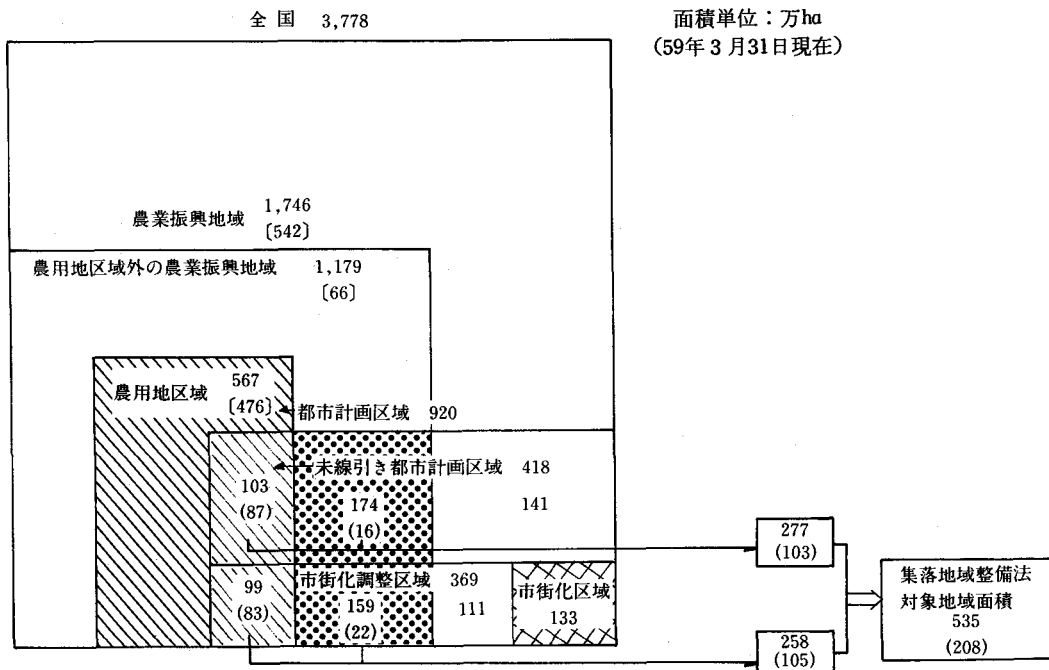 全国 3,778
面積単位：万ha
(59年3月31日現在)
農業振興地域 1,746
〔542〕
農用地区域外の農業振興地域 1,179
〔66〕
農用地区域 567
〔476〕
都市計画区域 920
未線引き都市計画区域 418
103
(87)
174
(16)
141
277
(103)
市街化調整区域 369
99
(83)
159
(22)
111
市街化区域
133
258
(105)
集落地域整備法
対象地域面積
535
(208)